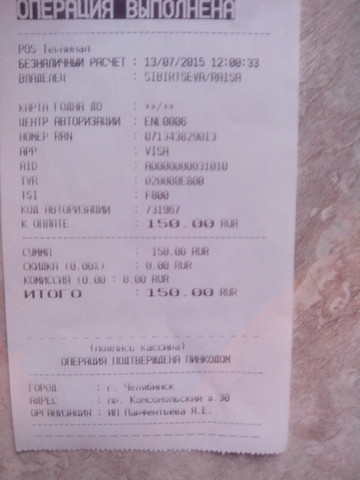 ОПЕРАЦИЯ ВЫПОЛНЕНА
POS Терминал
БЕЗНАЛИЧНЫЙ РАСЧЕТ : 13/07/2015 12:00:33
ВЛАДЕЛЕЦ : SIBIRTSEVA/RAISA
КАРТА ГОДНА ДО : **/**
ЦЕНТР АВТОРИЗАЦИИ : ENL0006
НОМЕР RRN : 071343829013
APP : VISA
AID : A0000000031010
TVR : 020000E800
TSI : F800
КОД АВТОРИЗАЦИИ : 731967
К ОПЛАТЕ : 150.00 RUR
СУММА : 150.00 RUR
СКИДКА (0.00%) : 0.00 RUR
КОМИССИЯ (0.00 : 0.00 RUR
ИТОГО : 150.00 RUR
(подпись кассира)
ОПЕРАЦИЯ ПОДТВЕРЖДЕНА ПИНКОДОМ
ГОРОД : г. Челябинск
АДРЕС : пр. Комсомольский д.30
ОРГАНИЗАЦИЯ : ИП Парфентьева Я.Е.